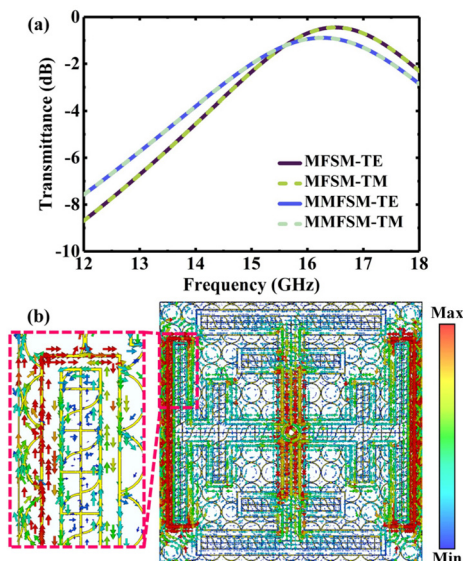 (a)
0
-2
-4
-6
-8
-10
Transmittance (dB)
MFSM-TE
MFSM-TM
MMFSM-TE
MMFSM-TM
12 13 14 15 16 17 18
Frequency (GHz)
(b)
Max
Min